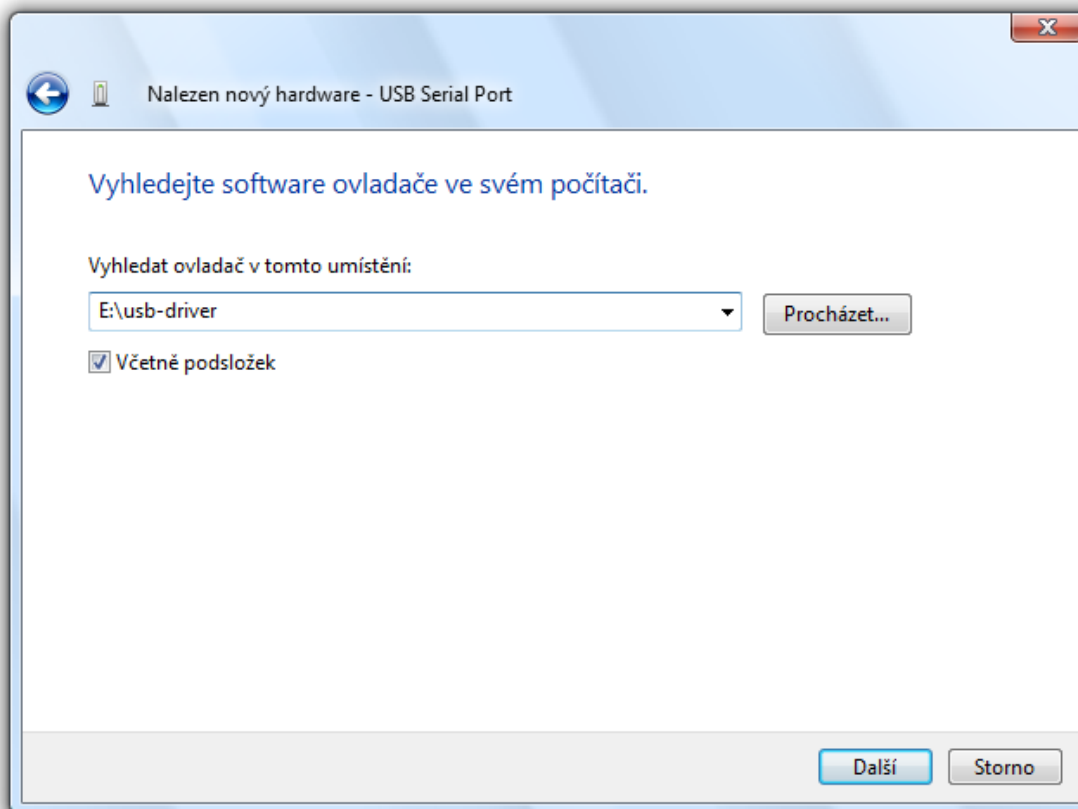 Nalezen nový hardware - USB Serial Port
Vyhledejte software ovladače ve svém počítači.
Vyhledat ovladač v tomto umístění:
E:\usb-driver
Procházet...
Včetně podsložek
Další
Storno